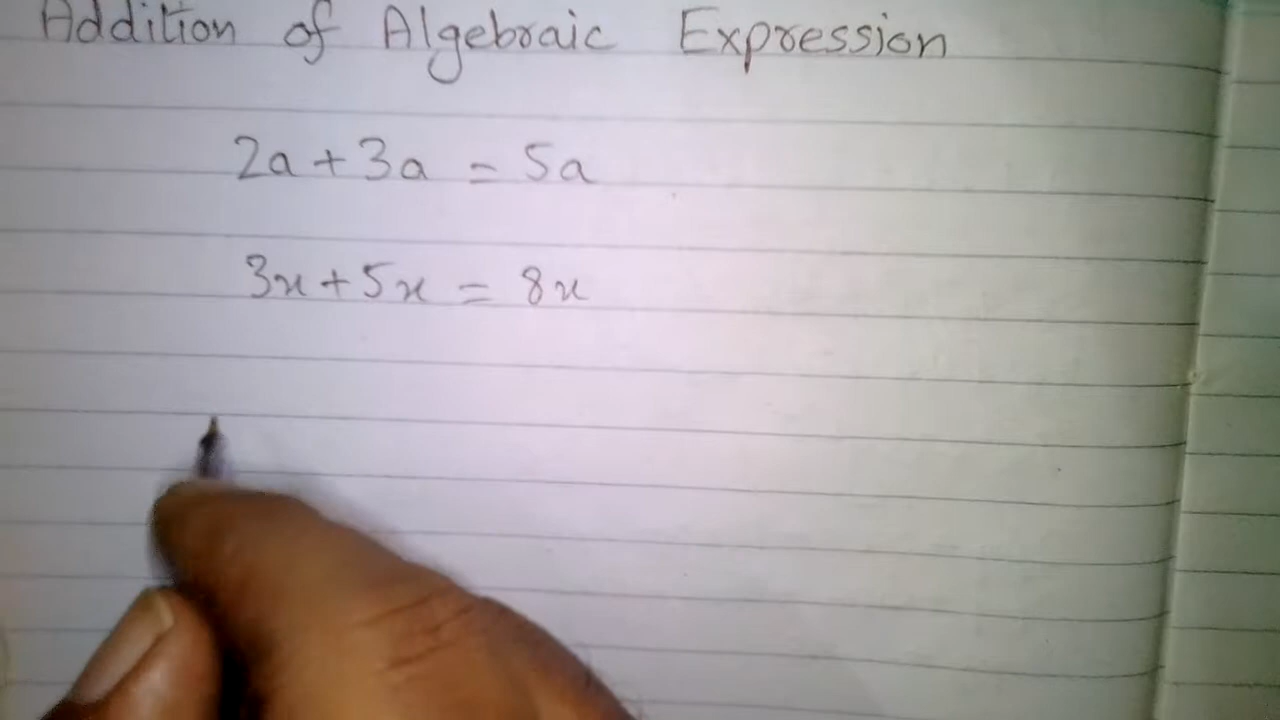 Addition of Algebraic Expression
2a + 3a = 5a
3x + 5x = 8x